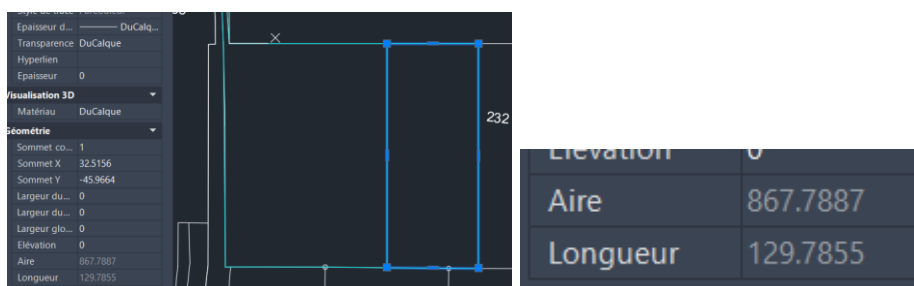 Epaisseur d... DuCalq...
Transparence DuCalque
Hyperlien
Epaisseur 0
Visualisation 3D
Matériau DuCalque
Géométrie
Sommet co... 1
Sommet X 32.5156
Sommet Y -45.9664
Largeur du... 0
Largeur du... 0
Largeur glo... 0
Elévation 0
Aire 867.7887
Longueur 129.7855
232
Elevation 0
Aire 867.7887
Longueur 129.7855